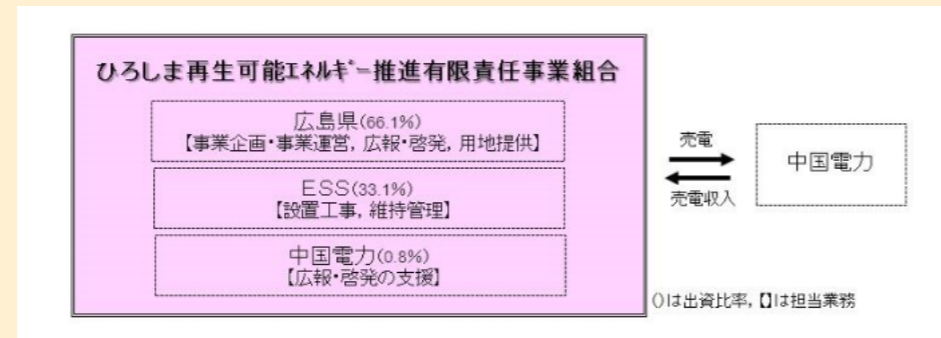 ひろしま再生可能ｴﾈﾙｷﾞｰ推進有限責任事業組合
広島県(66.1%)
【事業企画・事業運営, 広報・啓発, 用地提供】
ESS(33.1%)
【設置工事, 維持管理】
中国電力(0.8%)
【広報・啓発の支援】
売電
売電収入
中国電力
()は出資比率,【】は担当業務